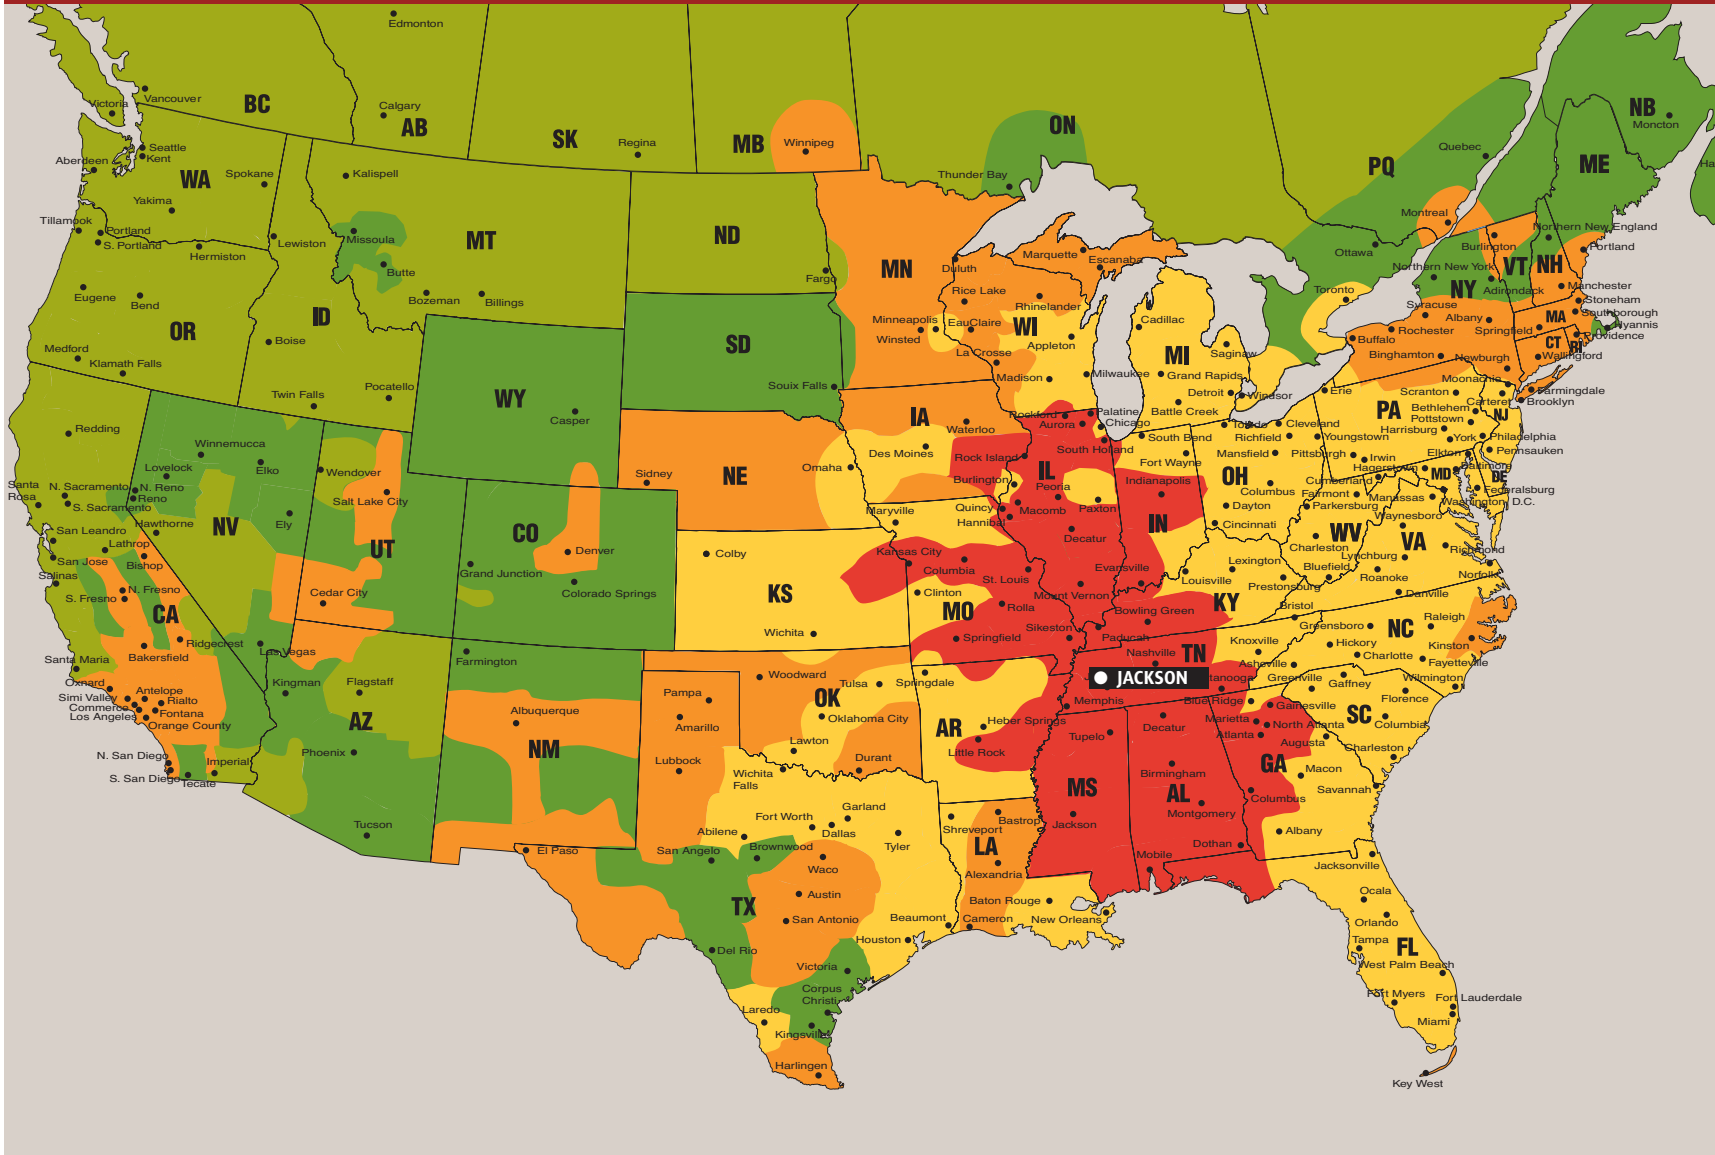 Edmonton
Vancouver
Victoria
BC
Calgary
AB
SK
Regina
MB
Winnipeg
ON
Thunder Bay
PQ
Quebec
NB
Moncton
ME
Ha
Seattle
Kent
Aberdeen
WA
Spokane
Yakima
Kalispell
Tillamook
Portland
S. Portland
Hermiston
Lewiston
Missoula
MT
Butte
Bozeman
Billings
ND
Fargo
MN
Duluth
Marquette
Escanaba
Montreal
Ottawa
Burlington
Northern New England
Portland
Northern New York
VT
NH
NY
Adirondack
Manchester
Stoneham
Southborough
Hyannis
Providence
MA
CT
RI
Wallingford
Springfield
Albany
Syracuse
Rochester
Buffalo
Binghamton
Newburgh
Moonachie
Farmingdale
Brooklyn
Toronto
Eugene
Bend
OR
Medford
Klamath Falls
ID
Boise
Twin Falls
Pocatello
WY
Casper
SD
Souix Falls
Rice Lake
Rhinelander
Minneapolis
EauClaire
WI
Winsted
Appleton
La Crosse
Madison
Milwaukee
Cadillac
MI
Saginaw
Grand Rapids
Detroit
Windsor
Battle Creek
Erie
PA
Scranton
Carteret
Bethlehem
Pottstown
NJ
Harrisburg
York
Philadelphia
Pennsauken
Redding
Winnemucca
Lovelock
Elko
N. Reno
Reno
Santa
Rosa
N. Sacramento
S. Sacramento
Hawthorne
San Leandro
Lathrop
San Jose
Bishop
Salinas
N. Fresno
S. Fresno
CA
NV
Ely
Wendover
Salt Lake City
UT
Cedar City
CO
Denver
Grand Junction
Colorado Springs
NE
Sidney
Omaha
IA
Waterloo
Des Moines
Maryville
Rockford
Aurora
Palatine
Chicago
South Holland
Rock Island
IL
Burlington
Peoria
Quincy
Macomb
Paxton
Hannibal
Decatur
South Bend
Fort Wayne
Indianapolis
IN
Evansville
Toledo
Cleveland
Richfield
Youngstown
Mansfield
Pittsburgh
Irwin
OH
Columbus
Dayton
Cincinnati
Hagerstown
Cumberland
Fairmont
Parkersburg
Elkton
MD
Baltimore
DE
Federalsburg
Manassas
Washington, D.C.
Waynesboro
WV
VA
Charleston
Lynchburg
Richmond
Bluefield
Roanoke
Norfolk
Danville
Colby
KS
Wichita
Kansas City
Columbia
St. Louis
Clinton
MO
Rolla
Mount Vernon
Springfield
Sikeston
Paducah
Bowling Green
KY
Louisville
Lexington
Prestonsburg
Bristol
Greensboro
Raleigh
NC
Hickory
Kinston
Charlotte
Fayetteville
Wilmington
Ridgecrest
Bakersfield
Santa Maria
Oxnard
Simi Valley
Antelope
Rialto
Commerce
Fontana
Los Angeles
Orange County
N. San Diego
S. San Diego
Tecate
Imperial
Las Vegas
Kingman
Flagstaff
AZ
Phoenix
Tucson
Farmington
Albuquerque
NM
El Paso
Woodward
Pampa
Amarillo
Lubbock
OK
Tulsa
Oklahoma City
Lawton
Durant
Springdale
AR
Heber Springs
Little Rock
Nashville
TN
JACKSON
tanooga
Memphis
Knoxville
Asheville
Greenville
Gaffney
Florence
SC
Columbia
Charleston
Blue Ridge
Gainesville
Marietta
North Atlanta
Atlanta
Augusta
GA
Macon
Columbus
Savannah
Albany
Tupelo
Decatur
Birmingham
MS
AL
Montgomery
Jackson
Dothan
Mobile
Wichita
Falls
Fort Worth
Garland
Dallas
Abilene
Brownwood
Tyler
San Angelo
Waco
TX
Austin
San Antonio
Del Rio
Victoria
Corpus
Christi
Laredo
Kingsville
Harlingen
Houston
Beaumont
Shreveport
Bastrop
LA
Alexandria
Baton Rouge
Cameron
New Orleans
Jacksonville
Ocala
Orlando
Tampa
FL
West Palm Beach
Fort Myers
Fort Lauderdale
Miami
Key West